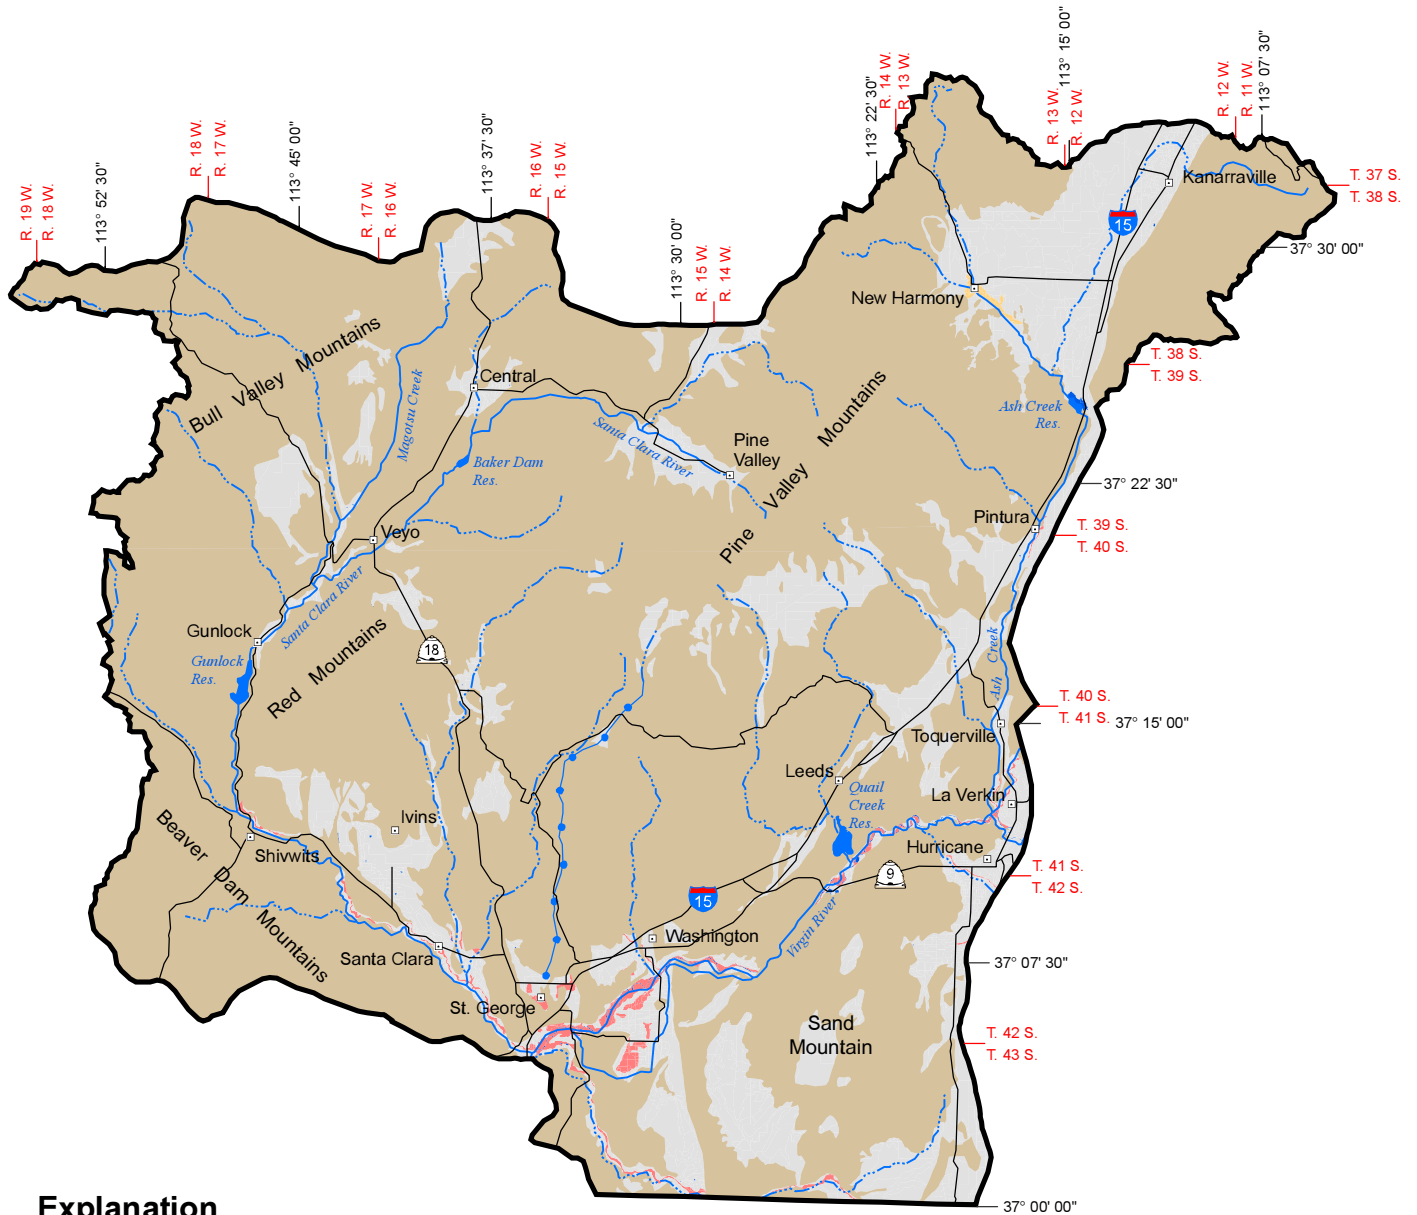 R. 19 W.
R. 18 W.
113° 52' 30"
R. 18 W.
R. 17 W.
113° 45' 00"
R. 17 W.
R. 16 W.
113° 37' 30"
R. 16 W.
R. 15 W.
113° 30' 00"
R. 15 W.
R. 14 W.
113° 22' 30"
R. 14 W.
R. 13 W.
113° 15' 00"
R. 13 W.
R. 12 W.
R. 12 W.
R. 11 W.
113° 07' 30"
T. 37 S.
T. 38 S.
Kanarraville
15
37° 30' 00"
New Harmony
Bull Valley Mountains
T. 38 S.
T. 39 S.
Central
Magotsu Creek
Ash Creek
Res.
Santa Clara River
Pine
Valley
Pine Valley Mountains
Baker Dam
Res.
37° 22' 30"
Pintura
T. 39 S.
T. 40 S.
Veyo
Santa Clara River
Gunlock
Gunlock
Res.
Red Mountains
18
Ash Creek
T. 40 S.
T. 41 S.
37° 15' 00"
Toquerville
Leeds
Quail
Creek
Res.
La Verkin
Ivins
Beaver Dam Mountains
Shivwits
Hurricane
9
T. 41 S.
T. 42 S.
15
Virgin River
Washington
Santa Clara
37° 07' 30"
St. George
Sand
Mountain
T. 42 S.
T. 43 S.
37° 00' 00"
Explanation